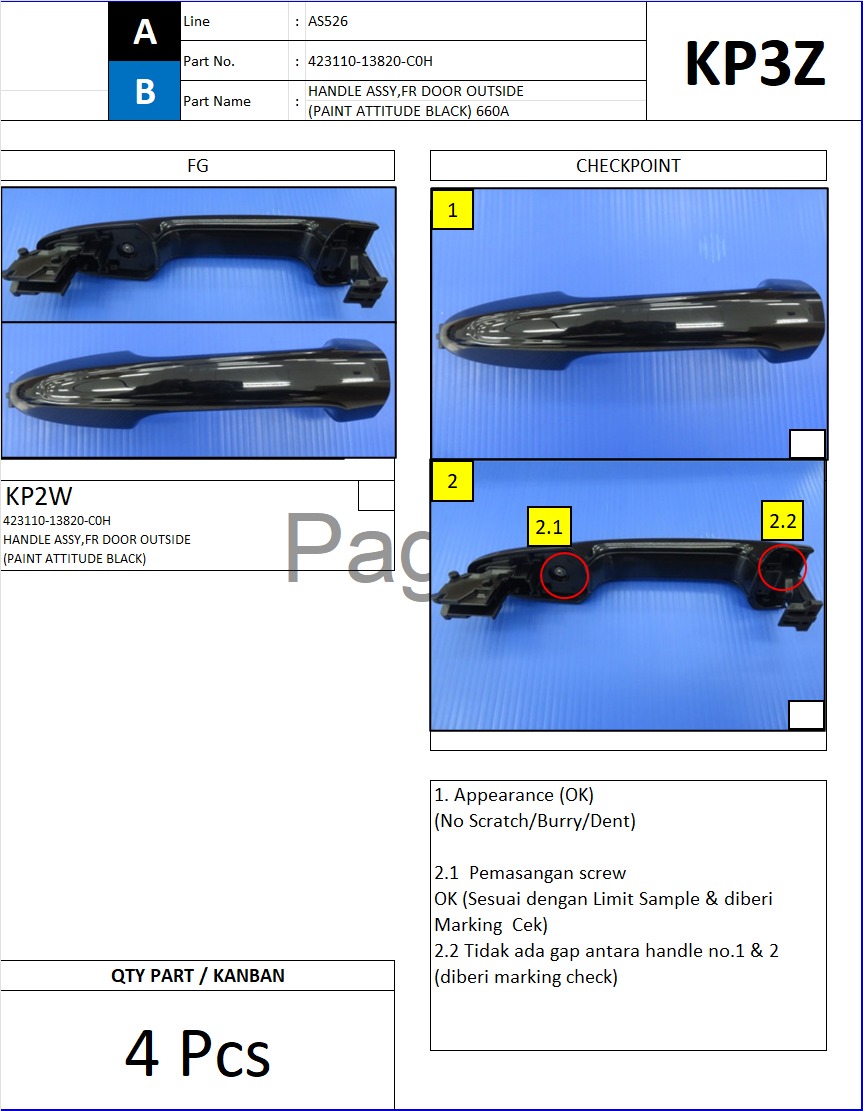 A
B
Line : AS526
Part No. : 423110-13820-C0H
Part Name : HANDLE ASSY,FR DOOR OUTSIDE
(PAINT ATTITUDE BLACK) 660A
KP3Z
FG
CHECKPOINT
1
2
2.1
2.2
KP2W
423110-13820-C0H
HANDLE ASSY,FR DOOR OUTSIDE
(PAINT ATTITUDE BLACK)
Pag
1. Appearance (OK)
(No Scratch/Burry/Dent)
2.1 Pemasangan screw
OK (Sesuai dengan Limit Sample & diberi
Marking Cek)
2.2 Tidak ada gap antara handle no.1 & 2
(diberi marking check)
QTY PART / KANBAN
4 Pcs